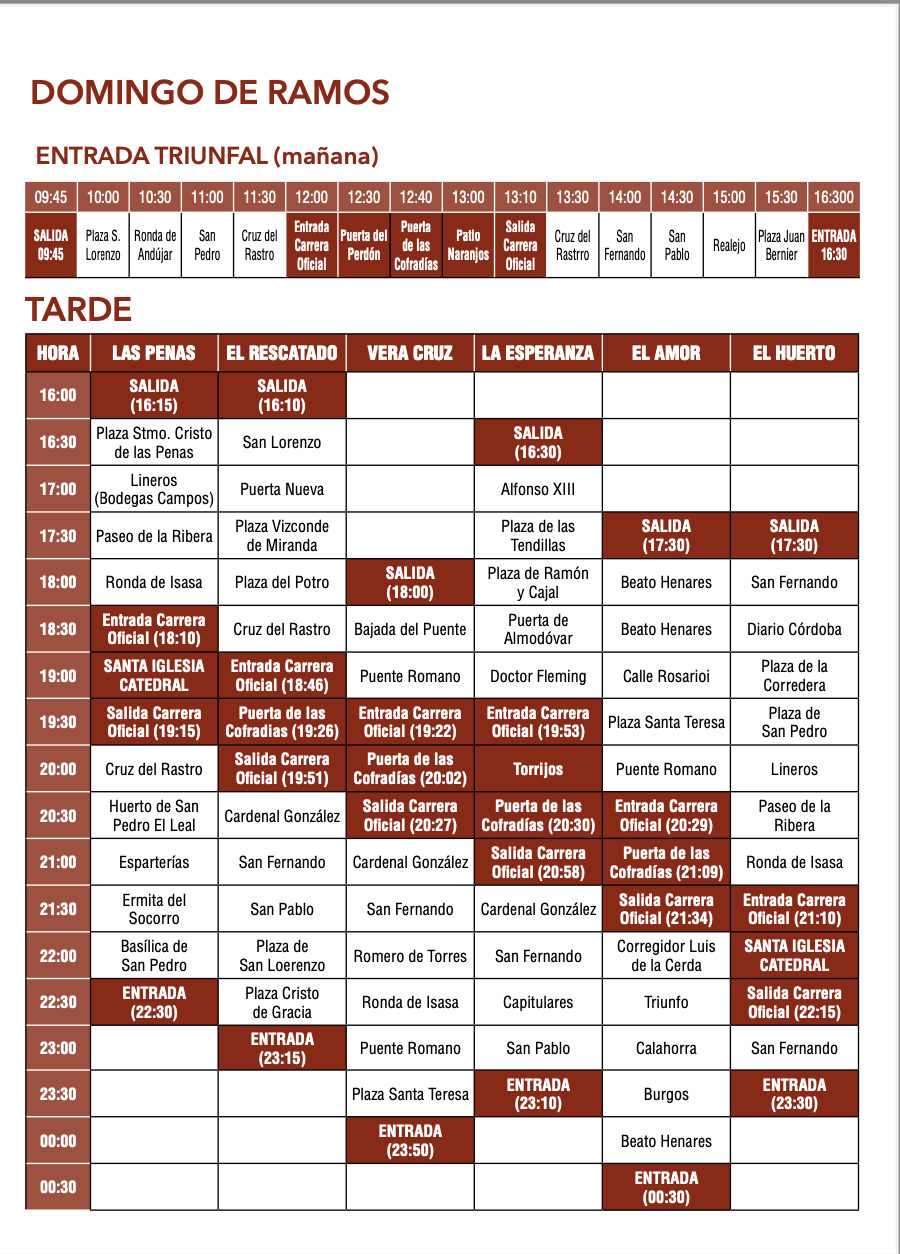 DOMINGO DE RAMOS
ENTRADA TRIUNFAL (mañana)
09:45 10:00 10:30 11:00 11:30 12:00 12:30 12:40 13:00 13:10 13:30 14:00 14:30 15:00 15:30 16:300
SALIDA 09:45 Plaza S. Lorenzo Ronda de Andújar San Pedro Cruz del Rastro Entrada Carrera Oficial Puerta del Perdón Puerta de las Cofradías Patio Naranjos Salida Carrera Oficial Cruz del Rastrro San Fernando San Pablo Realejo Plaza Juan Bernier ENTRADA 16:30
TARDE
HORA LAS PENAS EL RESCATADO VERA CRUZ LA ESPERANZA EL AMOR EL HUERTO
16:00 SALIDA (16:15) SALIDA (16:10)
16:30 Plaza Stmo. Cristo de las Penas San Lorenzo SALIDA (16:30)
17:00 Lineros (Bodegas Campos) Puerta Nueva Alfonso XIII
17:30 Paseo de la Ribera Plaza Vizconde de Miranda Plaza de las Tendillas SALIDA (17:30) SALIDA (17:30)
18:00 Ronda de Isasa Plaza del Potro SALIDA (18:00) Plaza de Ramón y Cajal Beato Henares San Fernando
18:30 Entrada Carrera Oficial (18:10) Cruz del Rastro Bajada del Puente Puerta de Almodóvar Beato Henares Diario Córdoba
19:00 SANTA IGLESIA CATEDRAL Entrada Carrera Oficial (18:46) Puente Romano Doctor Fleming Calle Rosarioi Plaza de la Corredera
19:30 Salida Carrera Oficial (19:15) Puerta de las Cofradias (19:26) Entrada Carrera Oficial (19:22) Entrada Carrera Oficial (19:53) Plaza Santa Teresa Plaza de San Pedro
20:00 Cruz del Rastro Salida Carrera Oficial (19:51) Puerta de las Cofradías (20:02) Torrijos Puente Romano Lineros
20:30 Huerto de San Pedro El Leal Cardenal González Salida Carrera Oficial (20:27) Puerta de las Cofradías (20:30) Entrada Carrera Oficial (20:29) Paseo de la Ribera
21:00 Esparterías San Fernando Cardenal González Salida Carrera Oficial (20:58) Puerta de las Cofradías (21:09) Ronda de Isasa
21:30 Ermita del Socorro San Pablo San Fernando Cardenal González Salida Carrera Oficial (21:34) Entrada Carrera Oficial (21:10)
22:00 Basílica de San Pedro Plaza de San Loerenzo Romero de Torres San Fernando Corregidor Luis de la Cerda SANTA IGLESIA CATEDRAL
22:30 ENTRADA (22:30) Plaza Cristo de Gracia Ronda de Isasa Capitulares Triunfo Salida Carrera Oficial (22:15)
23:00 ENTRADA (23:15) Puente Romano San Pablo Calahorra San Fernando
23:30 Plaza Santa Teresa ENTRADA (23:10) Burgos ENTRADA (23:30)
00:00 ENTRADA (23:50) Beato Henares
00:30 ENTRADA (00:30)